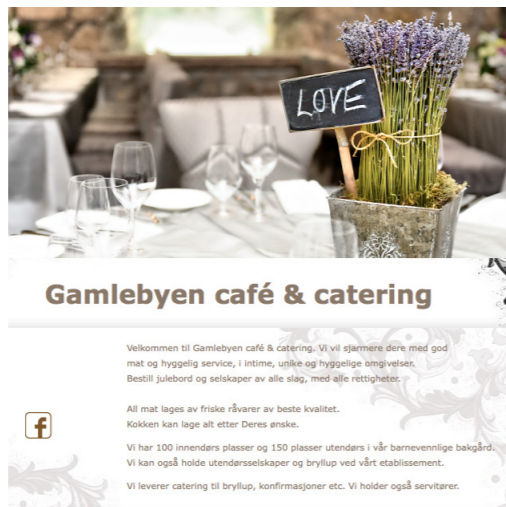 LOVE
Gamlebyen café & catering
Velkommen til Gamlebyen café & catering. Vi vil sjarmere dere med god
mat og hyggelig service, i intime, unike og hyggelige omgivelser.
Bestill julebord og selskaper av alle slag, med alle rettigheter.
All mat lages av friske råvarer av beste kvalitet.
Kokken kan lage alt etter Deres ønske.
Vi har 100 innendørs plasser og 150 plasser utendørs i vår barnevennlige bakgård.
Vi kan også holde utendørsselskaper og bryllup ved vårt etablissement.
Vi leverer catering til bryllup, konfirmasjoner etc. Vi holder også servitører.